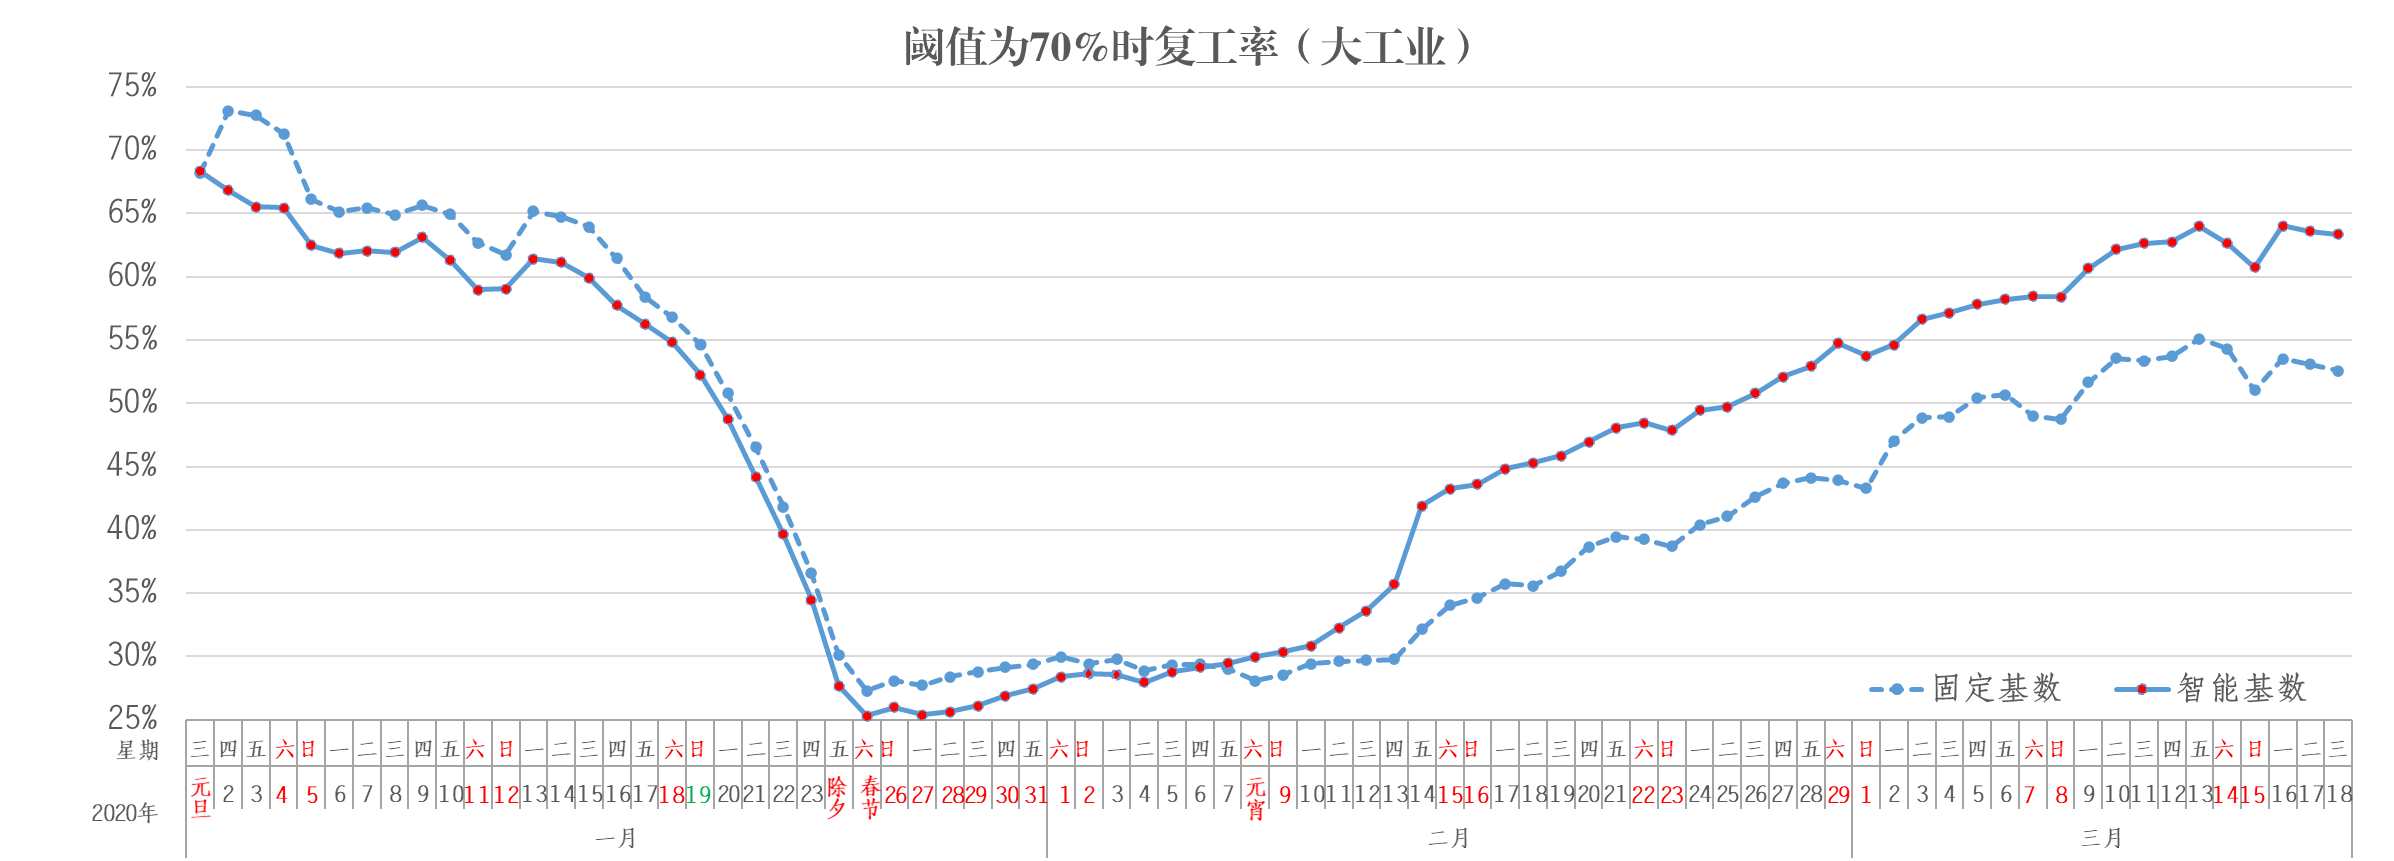 阈值为70%时复工率（大工业）
75%
70%
65%
60%
55%
50%
45%
40%
35%
30%
25%
固定基数 智能基数
星期 三 四 五 六 日 一 二 三 四 五 六 日 一 二 三 四 五 六 日 一 二 三 四 五 六 日 一 二 三 四 五 六 日 一 二 三 四 五 六 日 一 二 三 四 五 六 日 一 二 三 四 五 六 日 一 二 三 四 五 六 日 一 二 三 四 五 六 日 一 二 三 四 五 六 日 一 二 三
2020年 元旦 2 3 4 5 6 7 8 9 10 11 12 13 14 15 16 17 18 19 20 21 22 23 除夕 春节 26 27 28 29 30 31 1 2 3 4 5 6 7 元宵 9 10 11 12 13 14 15 16 17 18 19 20 21 22 23 24 25 26 27 28 29 1 2 3 4 5 6 7 8 9 10 11 12 13 14 15 16 17 18
一月 二月 三月